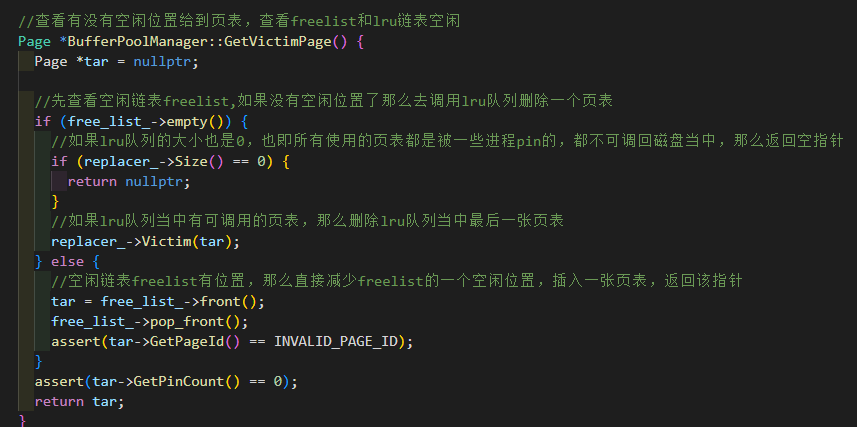 //查看有没有空闲位置给到页表，查看freelist和lru链表空闲
Page *BufferPoolManager::GetVictimPage() {
  Page *tar = nullptr;

  //先查看空闲链表freelist,如果没有空闲位置了那么去调用lru队列删除一个页表
  if (free_list_->empty()) {
    //如果lru队列的大小也是0，也即所有使用的页表都是被一些进程pin的，都不可调回磁盘当中，那么返回空指针
    if (replacer_->Size() == 0) {
      return nullptr;
    }
    //如果lru队列当中有可调用的页表，那么删除lru队列当中最后一张页表
    replacer_->Victim(tar);
  } else {
    //空闲链表freelist有位置，那么直接减少freelist的一个空闲位置，插入一张页表，返回该指针
    tar = free_list_->front();
    free_list_->pop_front();
    assert(tar->GetPageId() == INVALID_PAGE_ID);
  }
  assert(tar->GetPinCount() == 0);
  return tar;
}